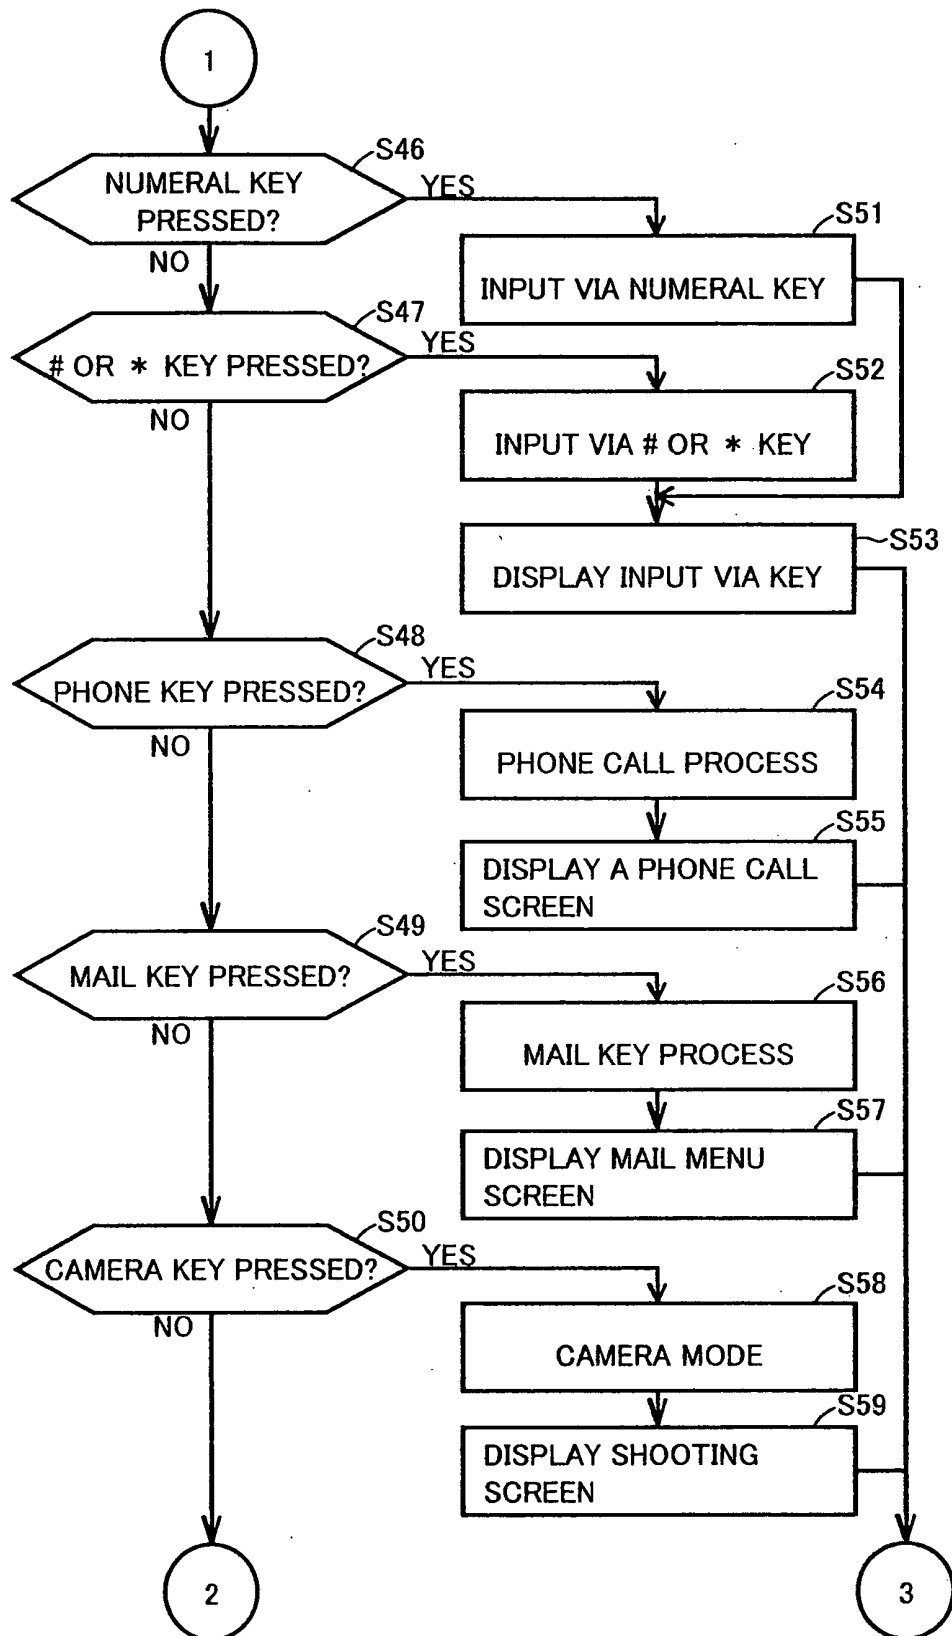 1
S46
NUMERAL KEY
PRESSED?
YES
NO
S51
INPUT VIA NUMERAL KEY
S47
# OR * KEY PRESSED?
YES
NO
S52
INPUT VIA # OR * KEY
S53
DISPLAY INPUT VIA KEY
S48
PHONE KEY PRESSED?
YES
NO
S54
PHONE CALL PROCESS
S55
DISPLAY A PHONE CALL
SCREEN
S49
MAIL KEY PRESSED?
YES
NO
S56
MAIL KEY PROCESS
S57
DISPLAY MAIL MENU
SCREEN
S50
CAMERA KEY PRESSED?
YES
NO
S58
CAMERA MODE
S59
DISPLAY SHOOTING
SCREEN
2
3